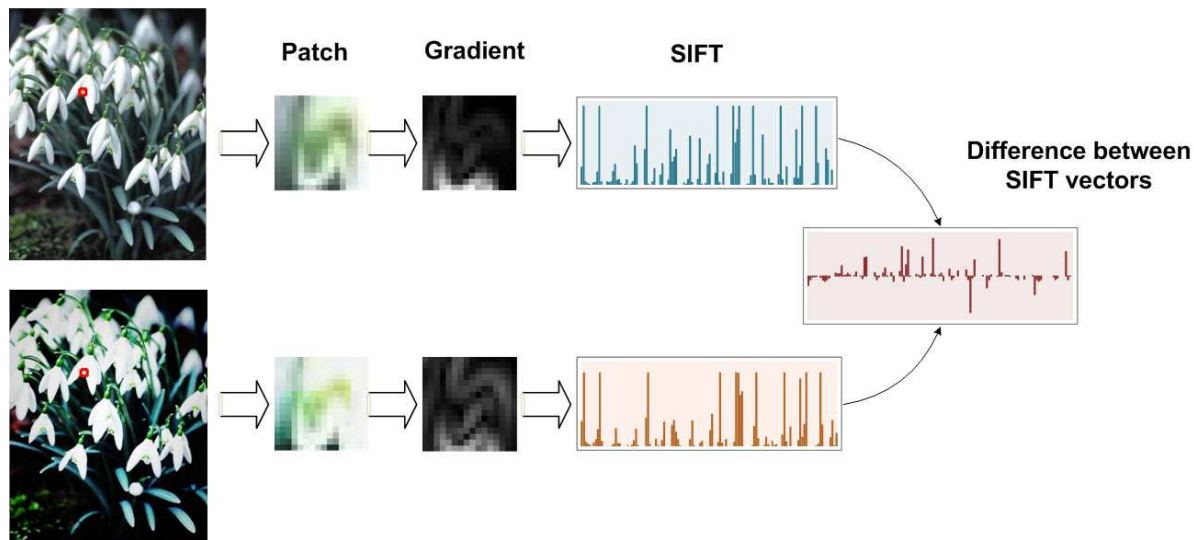 Patch
Gradient
SIFT
Difference between
SIFT vectors